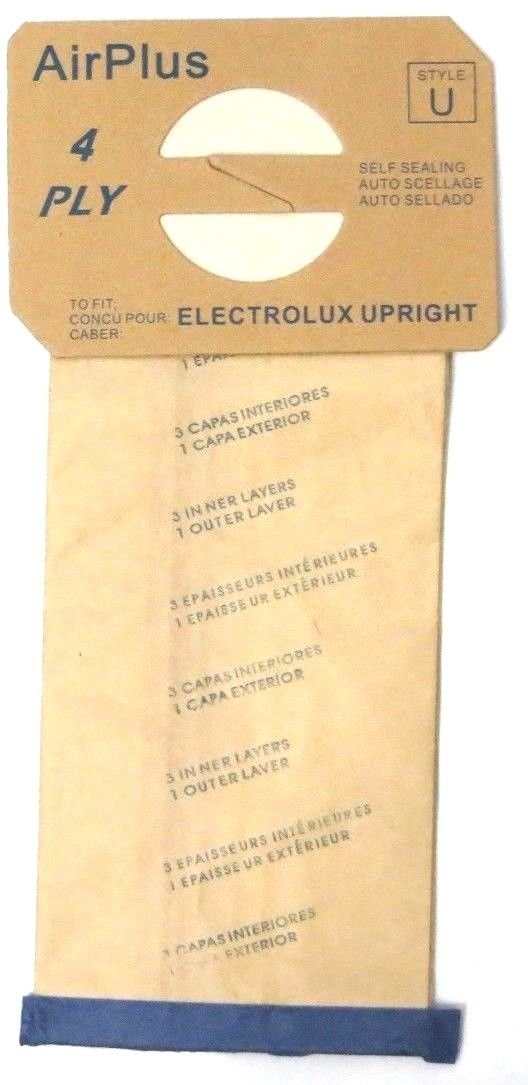 AirPlus
STYLE
U
4
PLY
SELF SEALING
AUTO SCELLAGE
AUTO SELLADO
TO FIT;
CONCU POUR
CABER:
ELECTROLUX UPRIGHT
3 CAPAS INTERIORES
1 CAPA EXTERIOR
3 IN NER LAYERS
1 OUTER LAVER
3 EPAISSEURS INTÉRIEURES
1 EPAISSE UR EXTÉRIEUR
3 CAPAS INTERIORES
1 CAPA EXTERIOR
3 IN NER LAYERS
1 OUTER LAVER
3 EPAISSEURS INTÉRIEURES
1 EPAISSE UR EXTÉRIEUR
3 CAPAS INTERIORES
1 CAPA EXTERIOR